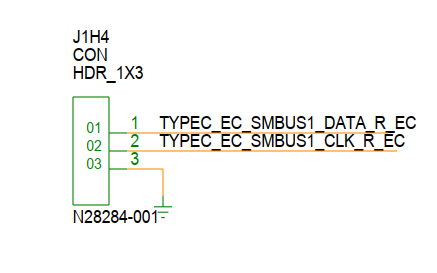 J1H4
CON
HDR_1X3
01 1 TYPEC_EC_SMBUS1_DATA_R_EC
02 2 TYPEC_EC_SMBUS1_CLK_R_EC
03 3
N28284-001